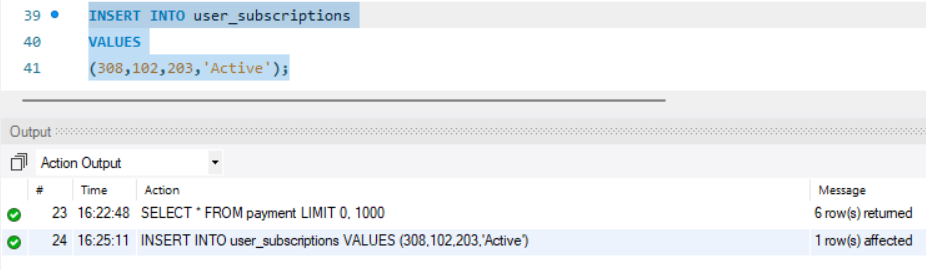 39 INSERT INTO user_subscriptions
40 VALUES
41 (308,102,203,'Active');
Output
Action Output
# Time Action Message
23 16:22:48 SELECT * FROM payment LIMIT 0, 1000 6 row(s) returned
24 16:25:11 INSERT INTO user_subscriptions VALUES (308,102,203,'Active') 1 row(s) affected